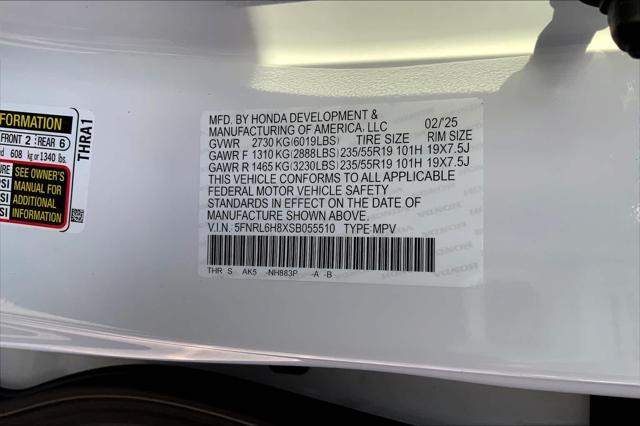 FORMATION
FRONT 2 REAR 6
ed 608 kg or 1340 lbs.
SEE OWNER'S
MANUAL FOR
ADDITIONAL
INFORMATION
PSI
SI
THRA1
MFD. BY HONDA DEVELOPMENT &
MANUFACTURING OF AMERICA, LLC 02/25
GVWR 2730 KG(6019LBS) TIRE SIZE RIM SIZE
GAWR F 1310 KG(2888LBS) 235/55R19 101H 19X7.5J
GAWR R 1465 KG(3230LBS) 235/55R19 101H 19X7.5J
THIS VEHICLE CONFORMS TO ALL APPLICABLE
FEDERAL MOTOR VEHICLE SAFETY
STANDARDS IN EFFECT ON THE DATE OF
MANUFACTURE SHOWN ABOVE.
V.I.N. 5FNRL6H8XSB055510 TYPE:MPV
THR S AK5 -NH883P -A -B
HONDA